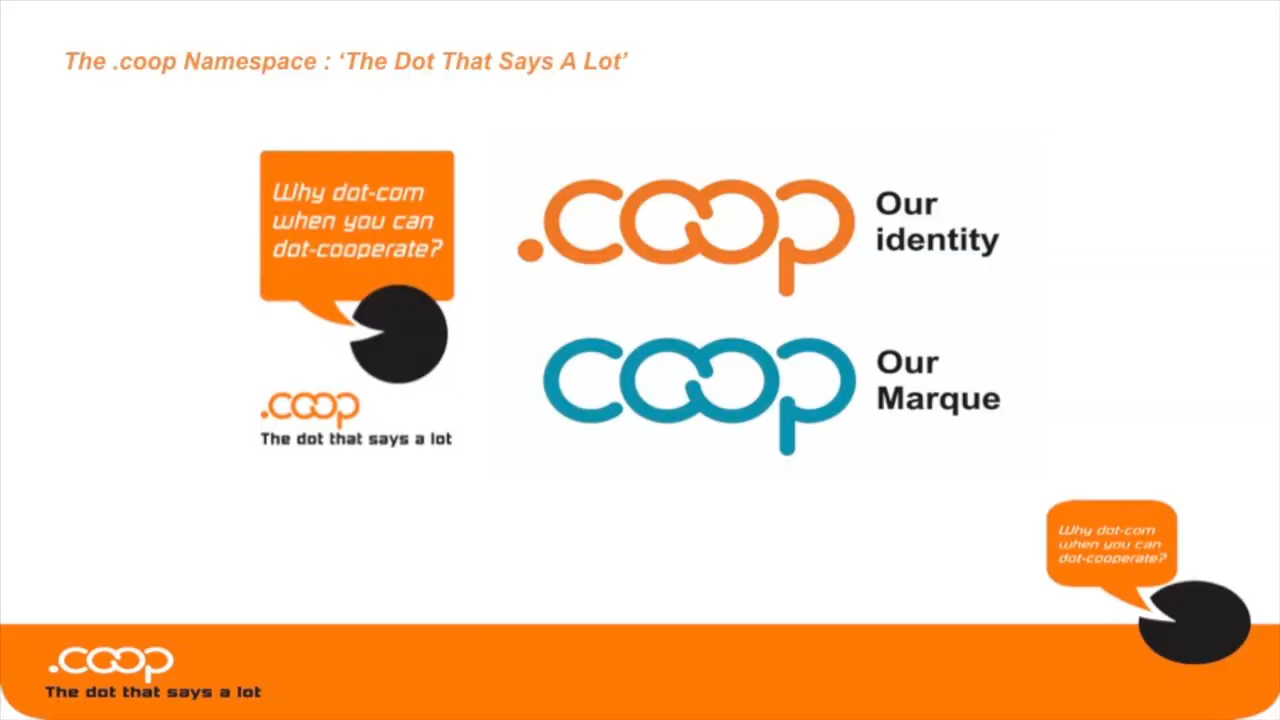 The .coop Namespace : ‘The Dot That Says A Lot’
Why dot-com
when you can
dot-cooperate?
.coop
The dot that says a lot
.coop
Our
identity
coop
Our
Marque
Why dot-com
when you can
dot-cooperate?
.coop
The dot that says a lot